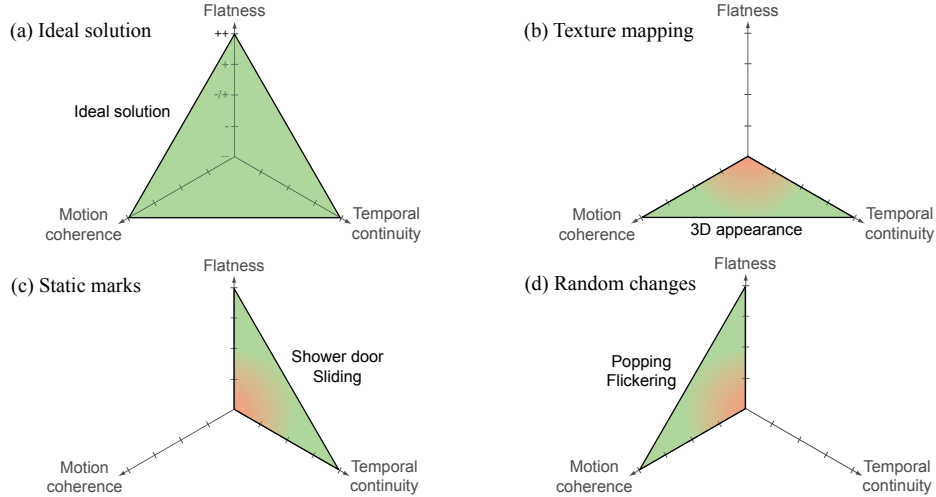 Flatness
(a) Ideal solution
++
+
-/+
-
--
Ideal solution
Motion
coherence
Temporal
continuity
Flatness
(b) Texture mapping
Motion
coherence
3D appearance
Temporal
continuity
Flatness
(c) Static marks
Shower door
Sliding
Motion
coherence
Temporal
continuity
Flatness
(d) Random changes
Popping
Flickering
Motion
coherence
Temporal
continuity